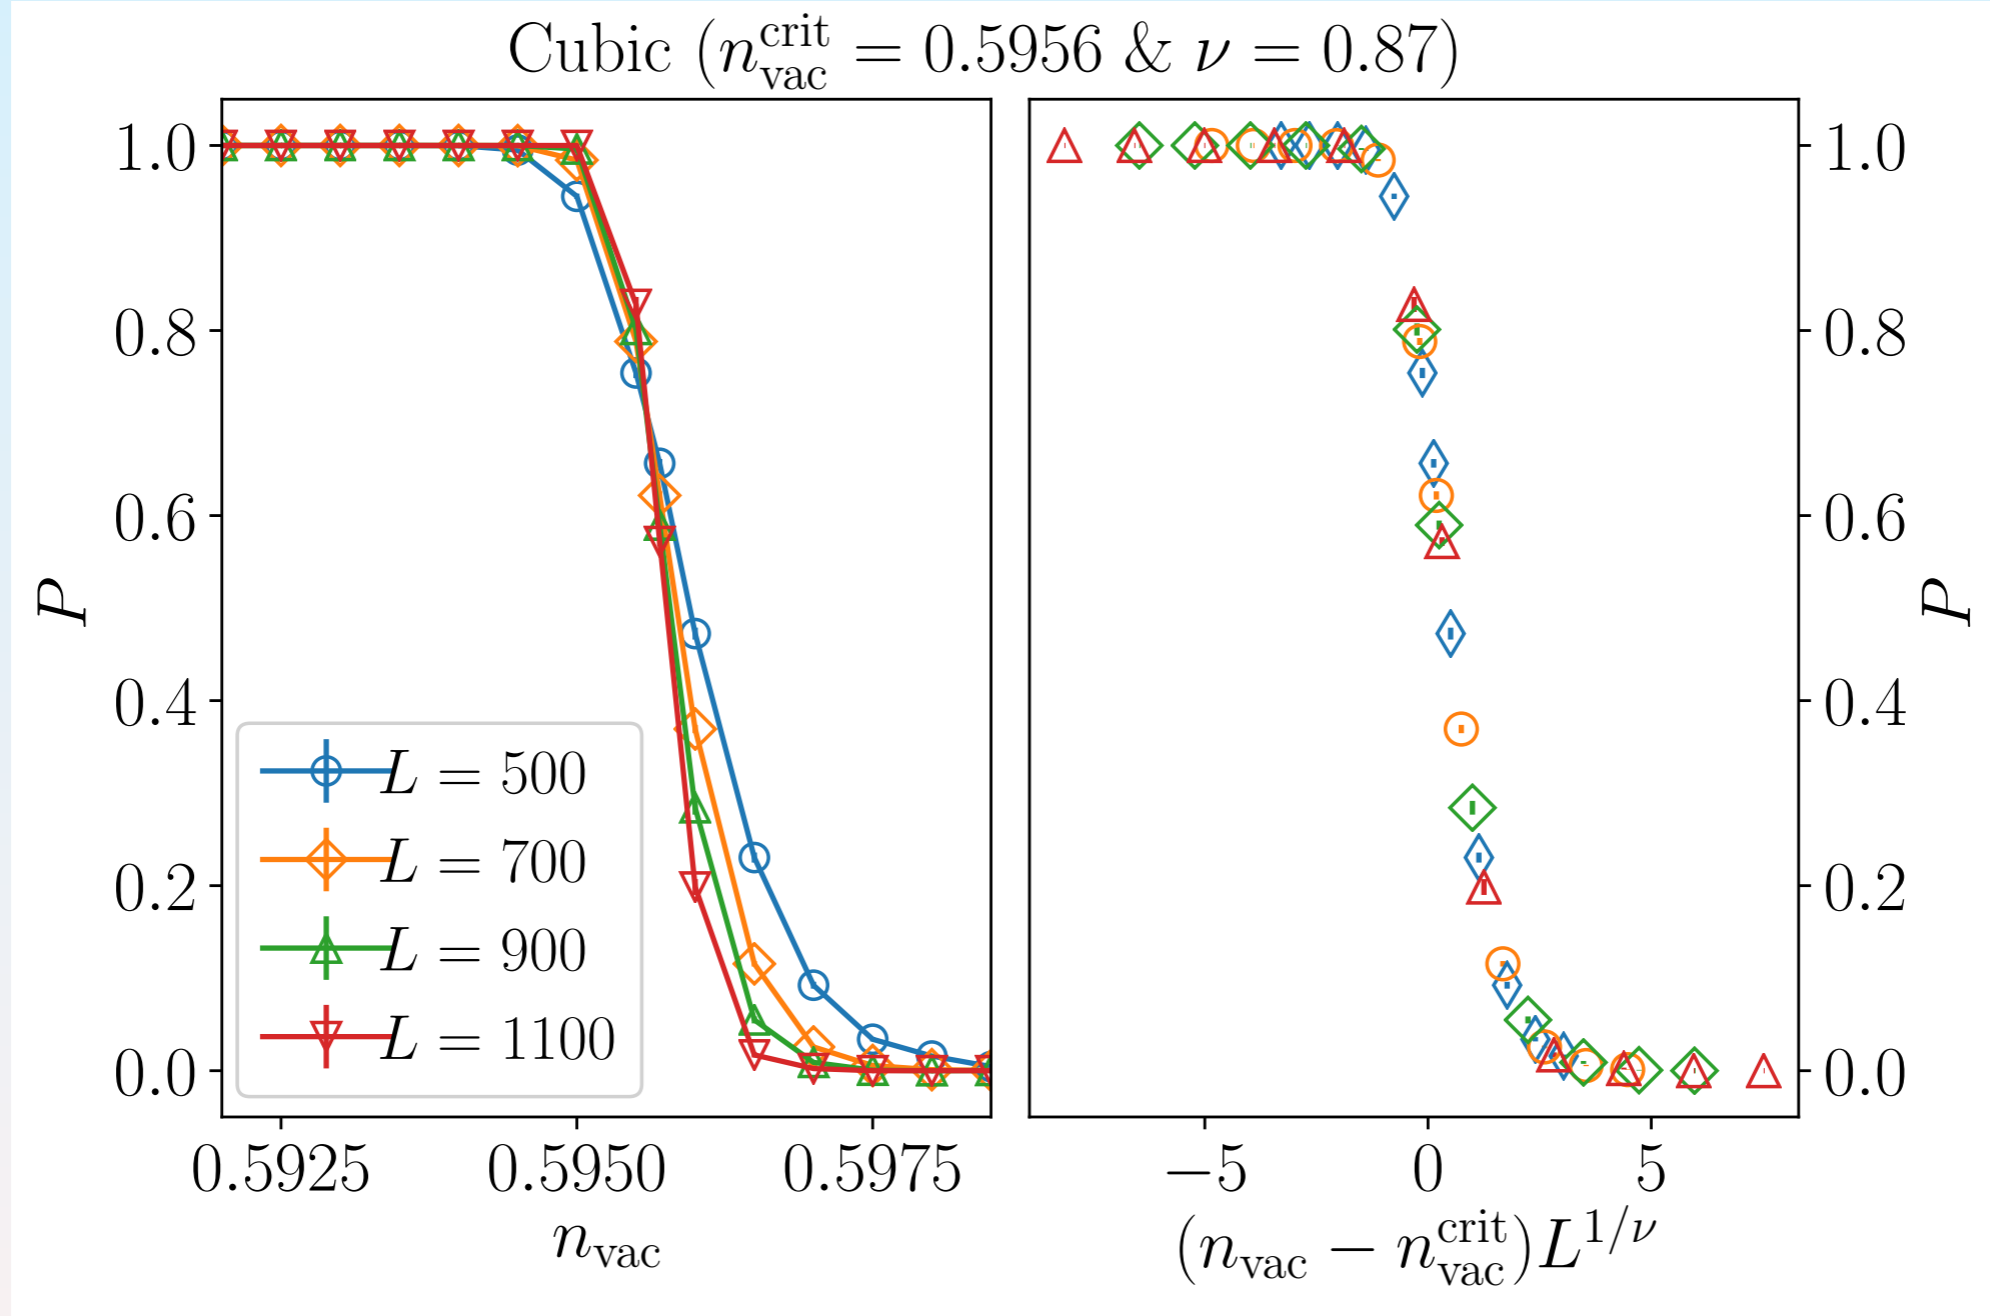 Cubic (n_vac^crit = 0.5956 & ν = 0.87)
P
1.0
0.8
0.6
0.4
0.2
0.0
L = 500
L = 700
L = 900
L = 1100
0.5925 0.5950 0.5975
n_vac
1.0
0.8
0.6
0.4
0.2
0.0
P
−5 0 5
(n_vac − n_vac^crit)L^1/ν